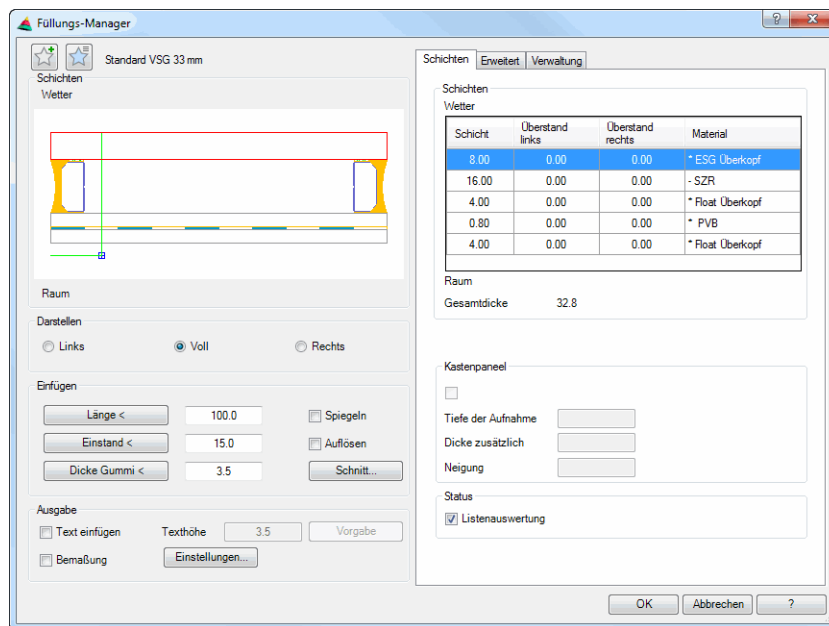 Füllungs-Manager
Standard VSG 33 mm
Schichten
Wetter
Raum
Darstellen
Links
Voll
Rechts
Einfügen
Länge < 100.0 Spiegeln
Einstand < 15.0 Auflösen
Dicke Gummi < 3.5 Schnitt...
Ausgabe
Text einfügen Texthöhe 3.5 Vorgabe
Bemaßung Einstellungen...
Schichten Erweitert Verwaltung
Schichten
Wetter
Schicht Überstand links Überstand rechts Material
8.00 0.00 0.00 * ESG Überkopf
16.00 0.00 0.00 - SZR
4.00 0.00 0.00 * Float Überkopf
0.80 0.00 0.00 * PVB
4.00 0.00 0.00 * Float Überkopf
Raum
Gesamtdicke 32.8
Kastenpaneel
Tiefe der Aufnahme
Dicke zusätzlich
Neigung
Status
Listenauswertung
OK Abbrechen ?